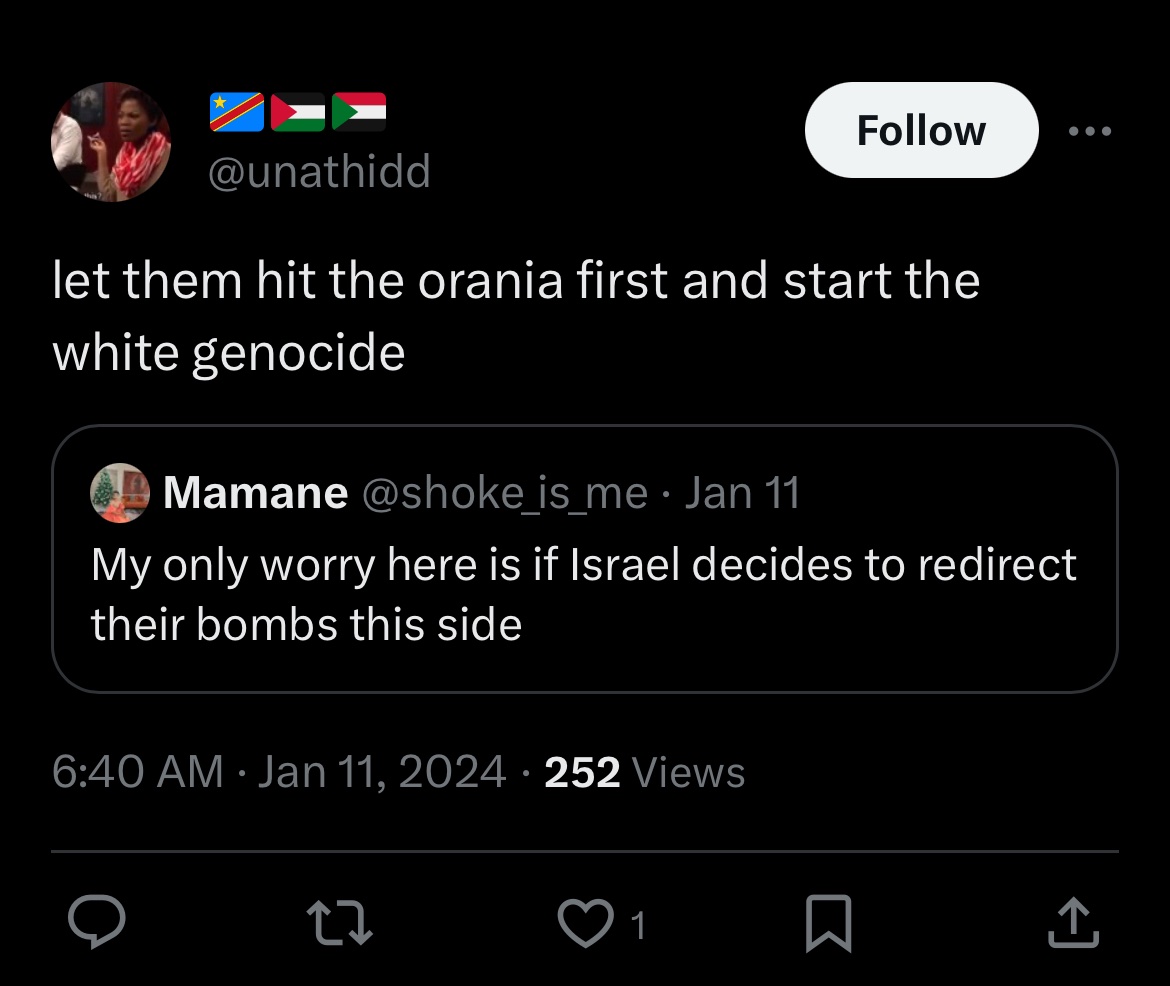 🇨🇩🇵🇸🇸🇩
Follow
@unathidd
let them hit the orania first and start the
white genocide
Mamane @shoke_is_me · Jan 11
My only worry here is if Israel decides to redirect
their bombs this side
6:40 AM · Jan 11, 2024 · 252 Views
1